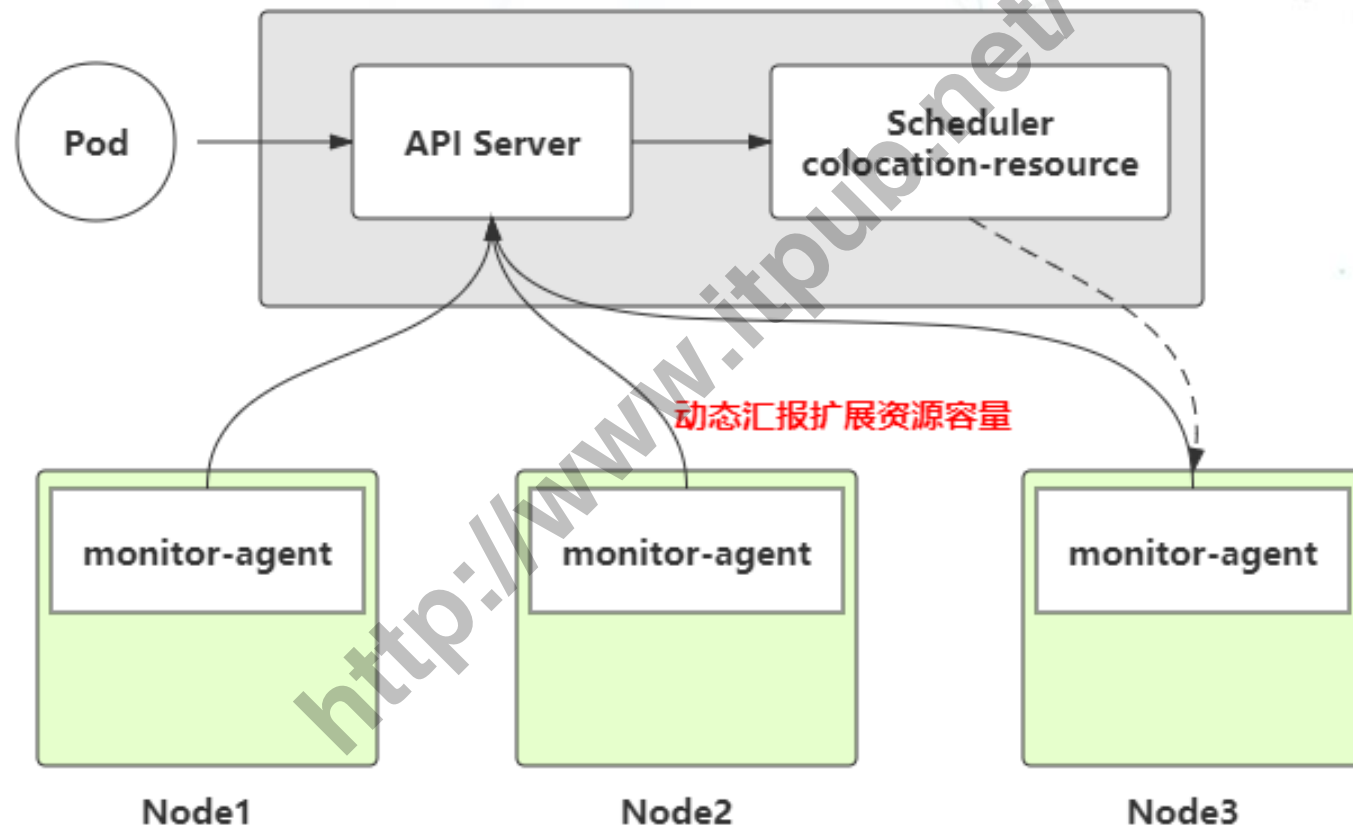 Pod
API Server
Scheduler
colocation-resource
动态汇报扩展资源容量
monitor-agent
monitor-agent
monitor-agent
Node1
Node2
Node3
http://www.itpub.net/